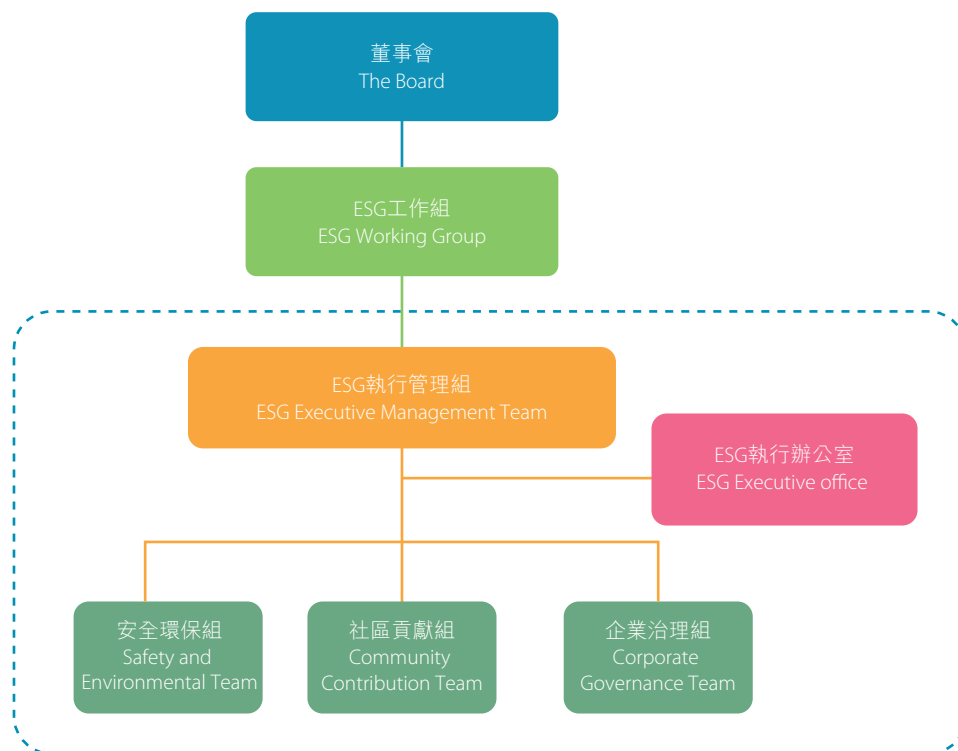 董事會
The Board
ESG工作組
ESG Working Group
ESG執行管理組
ESG Executive Management Team
ESG執行辦公室
ESG Executive office
安全環保組
Safety and
Environmental Team
社區貢獻組
Community
Contribution Team
企業治理組
Corporate
Governance Team